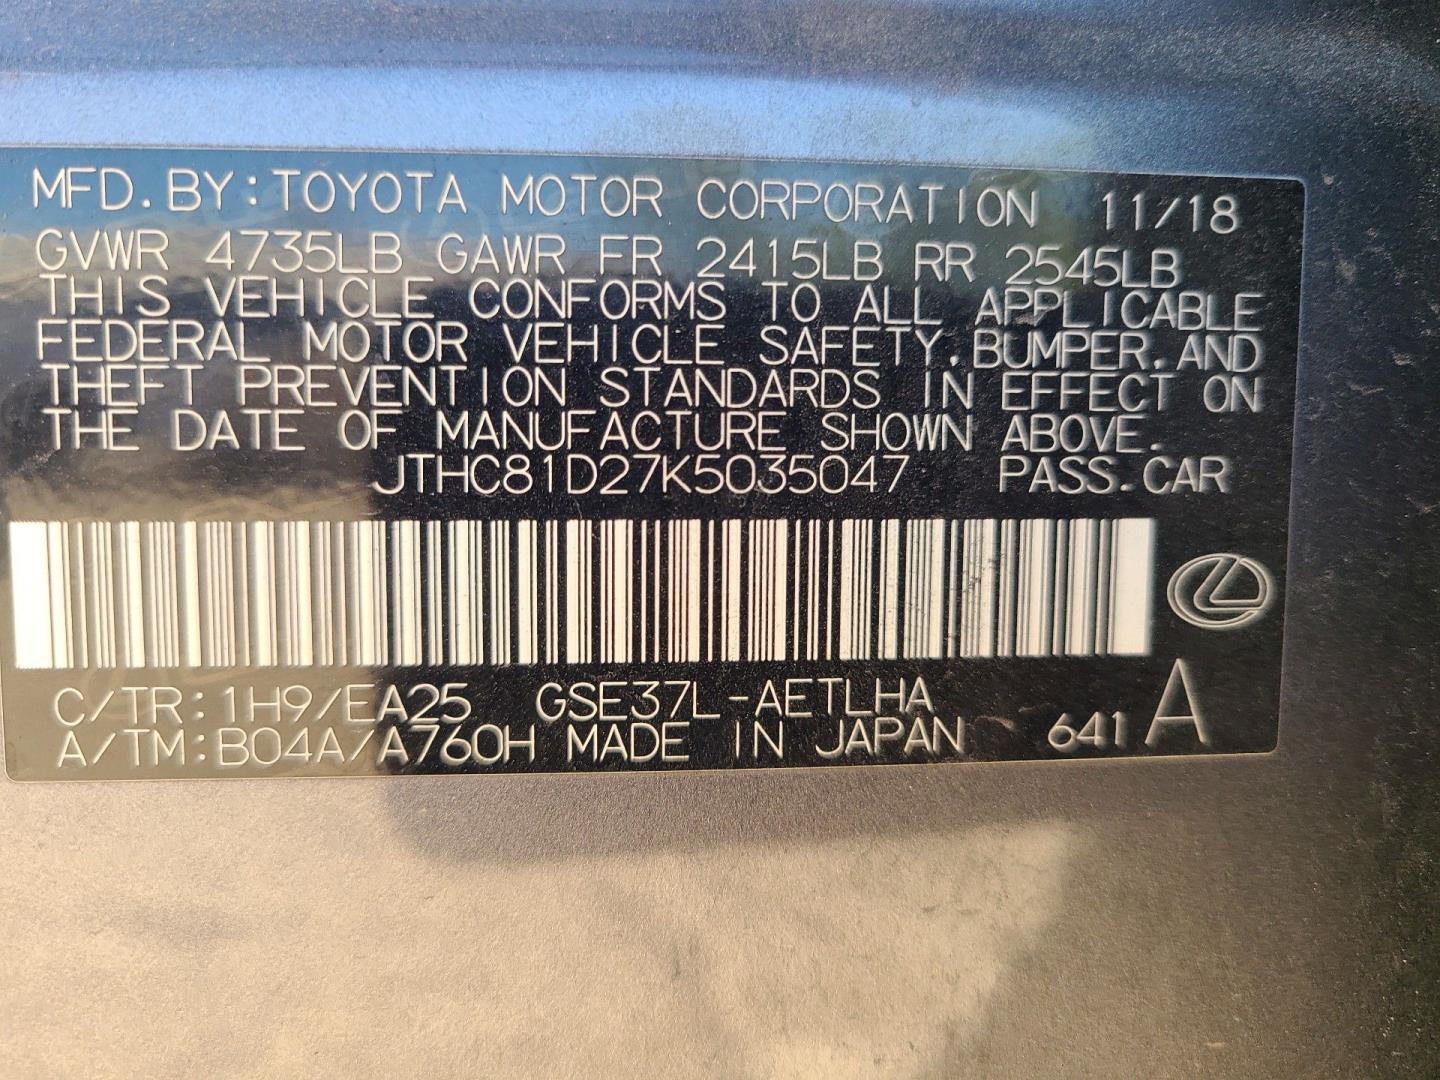 MFD. BY: TOYOTA MOTOR CORPORATION 11/18
GVWR 4735LB GAWR FR 2415LB RR 2545LB
THIS VEHICLE CONFORMS TO ALL APPLICABLE
FEDERAL MOTOR VEHICLE SAFETY, BUMPER, AND
THEFT PREVENTION STANDARDS IN EFFECT ON
THE DATE OF MANUFACTURE SHOWN ABOVE.
JTHC81D27K5035047 PASS. CAR
C/TR: 1H9/EA25 GSE37L-AETLHA
A/TM: B04A/A760H MADE IN JAPAN 641 A